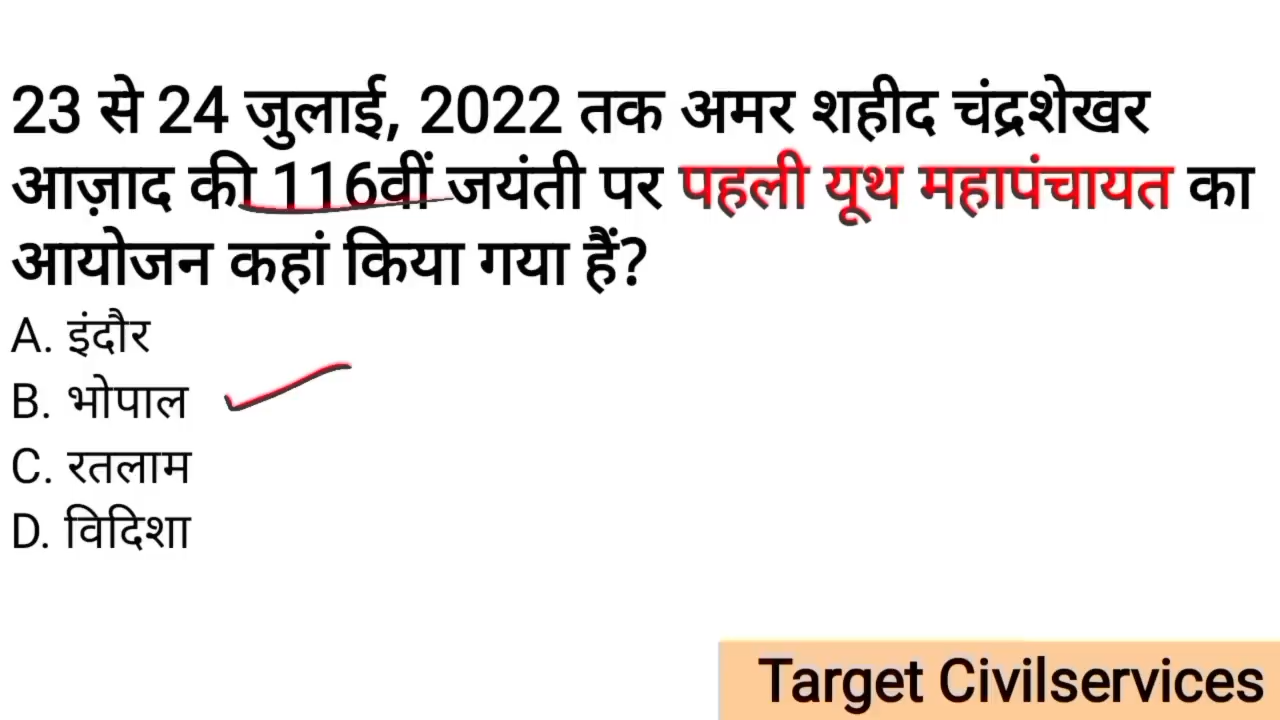 23 से 24 जुलाई, 2022 तक अमर शहीद चंद्रशेखर
आज़ाद की 116वीं जयंती पर पहली यूथ महापंचायत का
आयोजन कहां किया गया हैं?
A. इंदौर
B. भोपाल
C. रतलाम
D. विदिशा
Target Civilservices